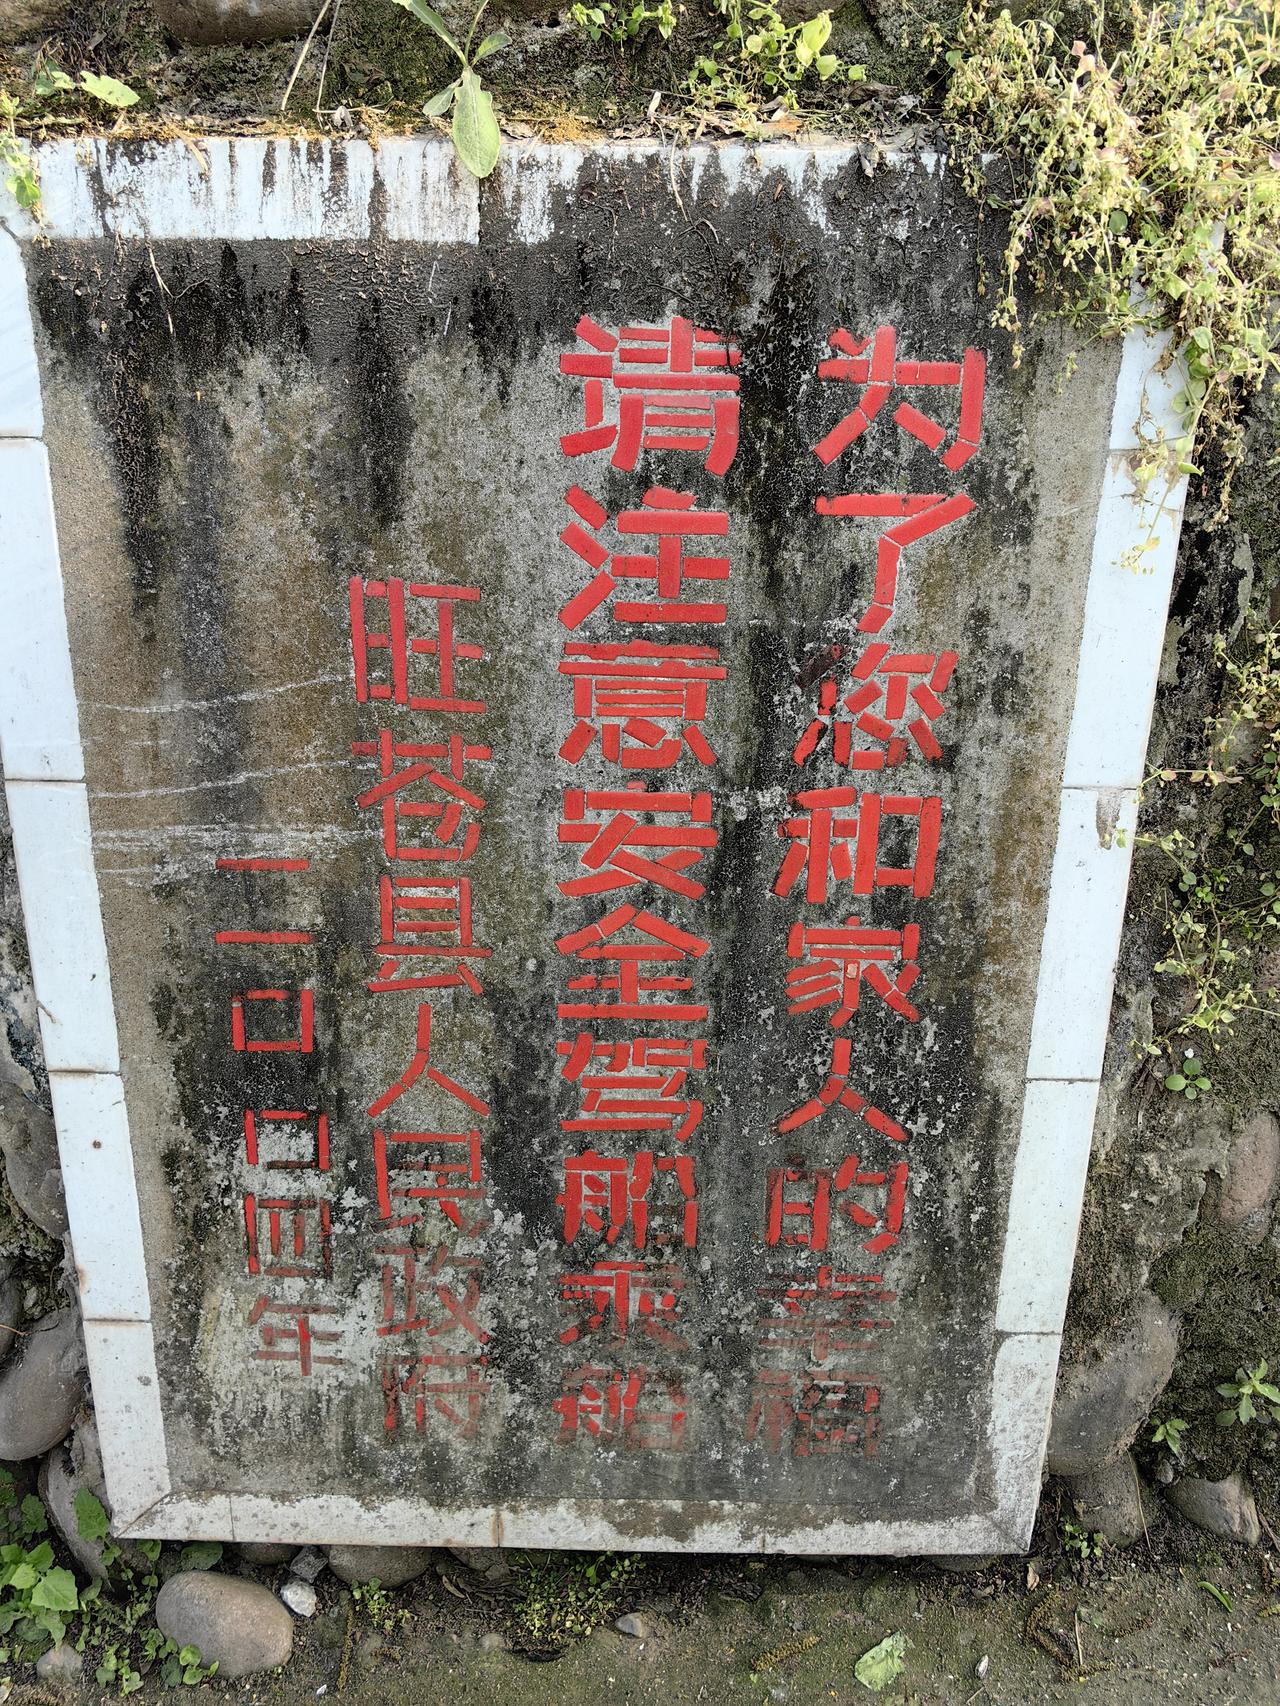 为了您和家人的幸福
请注意安全驾船乘船
旺苍县人民政府
二〇〇四年